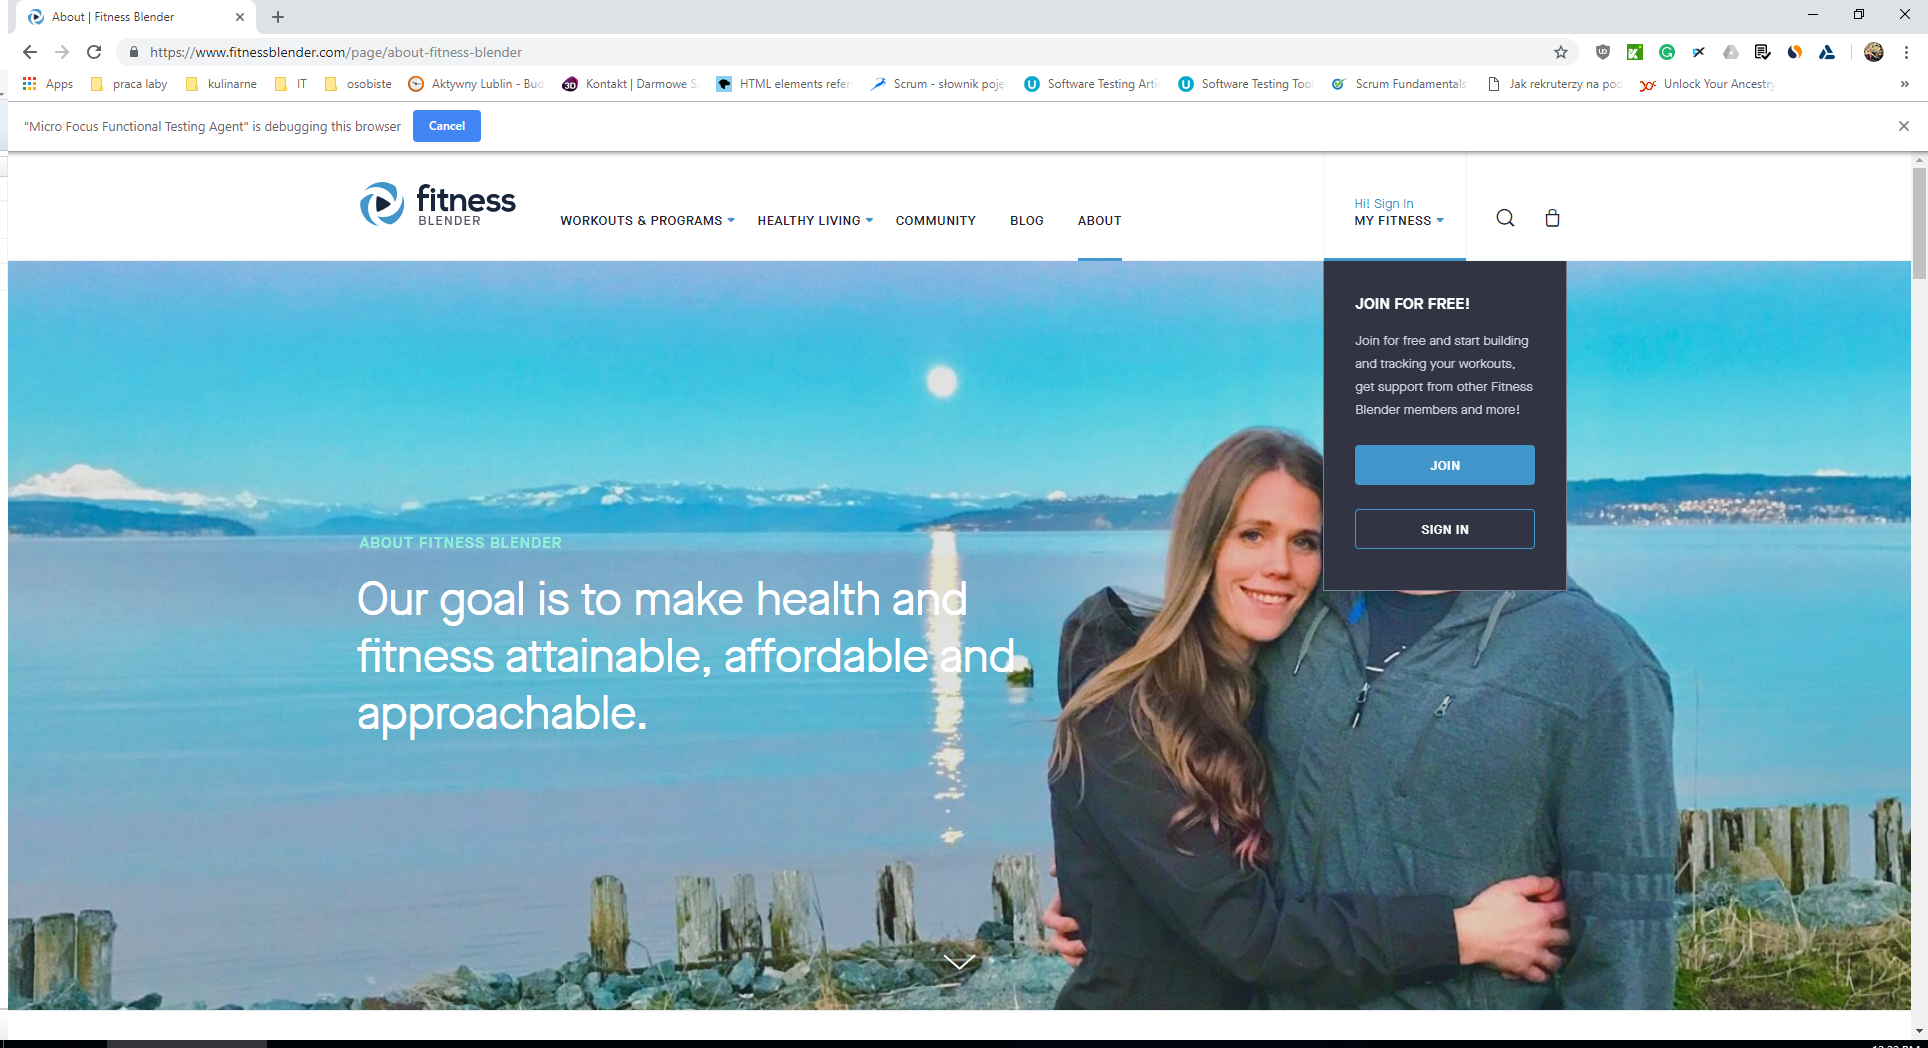 About | Fitness Blender
https://www.fitnessblender.com/page/about-fitness-blender
Apps praca laby kulinarne IT osobiste Aktywny Lublin - Bud Kontakt | Darmowe S HTML elements refer Scrum - słownik poję Software Testing Artic Software Testing Tool Scrum Fundamentals Jak rekruterzy na pod Unlock Your Ancestry »
"Micro Focus Functional Testing Agent" is debugging this browser Cancel
fitness
BLENDER
WORKOUTS & PROGRAMS HEALTHY LIVING COMMUNITY BLOG ABOUT
Hi! Sign In
MY FITNESS
JOIN FOR FREE!
Join for free and start building
and tracking your workouts,
get support from other Fitness
Blender members and more!
JOIN
SIGN IN
ABOUT FITNESS BLENDER
Our goal is to make health and
fitness attainable, affordable and
approachable.